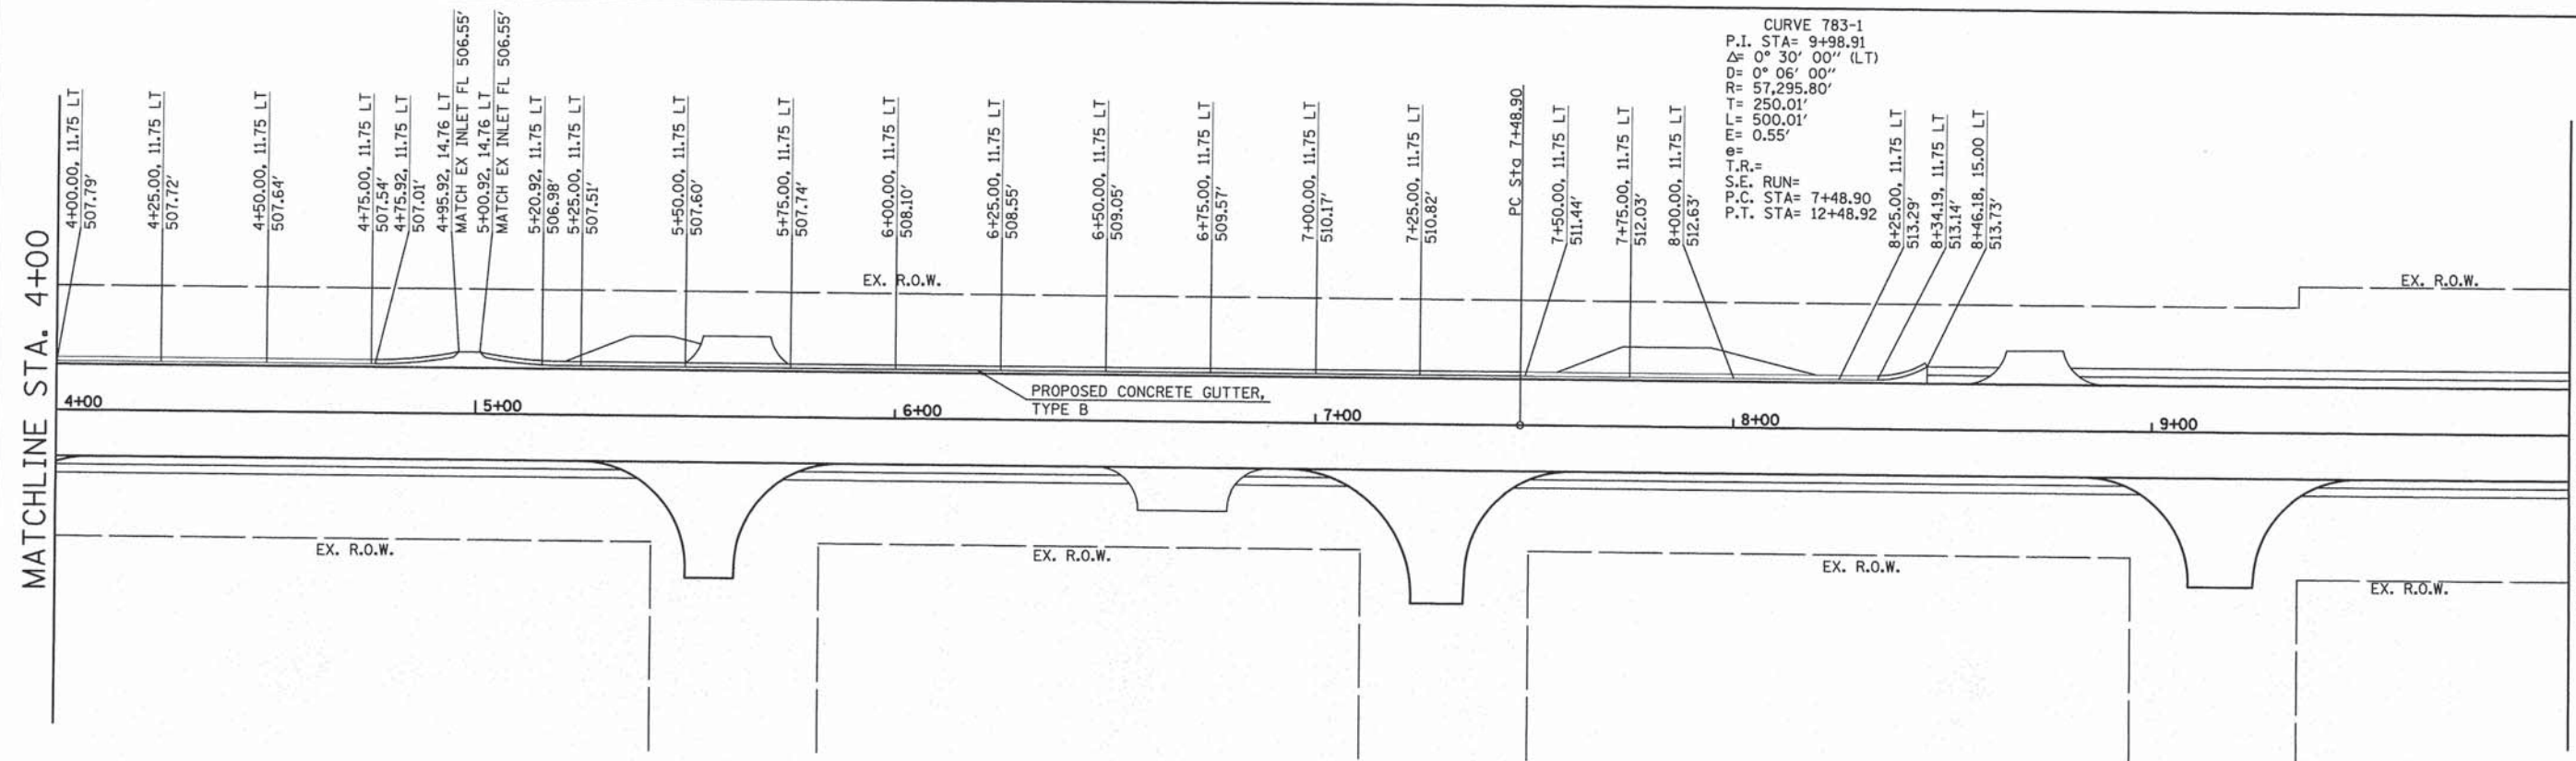 MATCHLINE STA. 4+00
4+00.00, 11.75 LT
507.79'
4+25.00, 11.75 LT
507.72'
4+50.00, 11.75 LT
507.64'
4+75.00, 11.75 LT
507.54'
4+75.92, 11.75 LT
507.01'
4+95.92, 14.76 LT
MATCH EX INLET FL 506.55'
5+00.92, 14.76 LT
MATCH EX INLET FL 506.55'
5+20.92, 11.75 LT
506.98'
5+25.00, 11.75 LT
507.51'
5+50.00, 11.75 LT
507.60'
5+75.00, 11.75 LT
507.74'
6+00.00, 11.75 LT
508.10'
6+25.00, 11.75 LT
508.55'
6+50.00, 11.75 LT
509.05'
6+75.00, 11.75 LT
509.57'
7+00.00, 11.75 LT
510.17'
7+25.00, 11.75 LT
510.82'
PC Sta 7+48.90
7+50.00, 11.75 LT
511.44'
7+75.00, 11.75 LT
512.03'
8+00.00, 11.75 LT
512.63'
CURVE 783-1
P.I. STA= 9+98.91
Δ= 0° 30' 00" (LT)
D= 0° 06' 00"
R= 57,295.80'
T= 250.01'
L= 500.01'
E= 0.55'
e=
T.R.=
S.E. RUN=
P.C. STA= 7+48.90
P.T. STA= 12+48.92
8+25.00, 11.75 LT
513.29'
8+34.19, 11.75 LT
513.14'
8+46.18, 15.00 LT
513.73'
EX. R.O.W.
EX. R.O.W.
PROPOSED CONCRETE GUTTER,
TYPE B
4+00
5+00
6+00
7+00
8+00
9+00
EX. R.O.W.
EX. R.O.W.
EX. R.O.W.
EX. R.O.W.